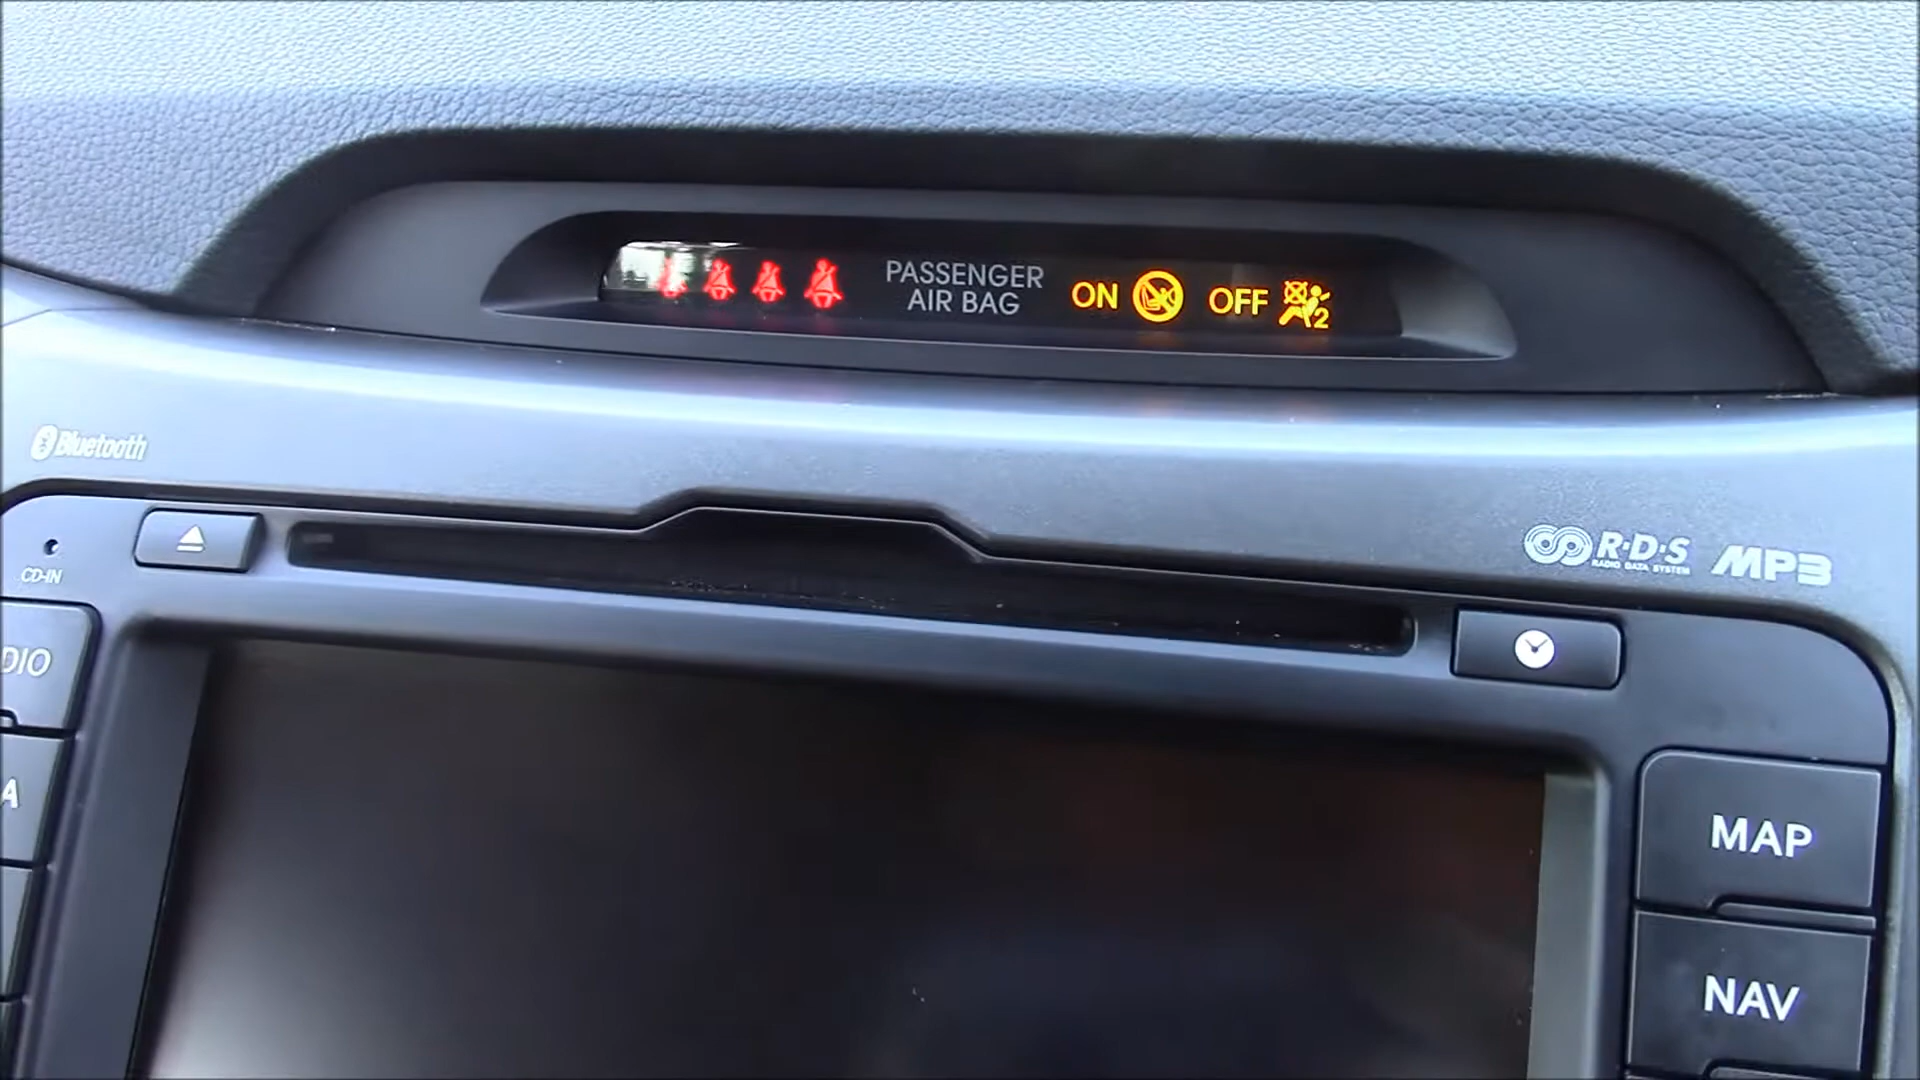 PASSENGER
AIR BAG
ON
OFF
2
Bluetooth
R·D·S
RADIO DATA SYSTEM
MP3
CD-IN
DIO
A
MAP
NAV